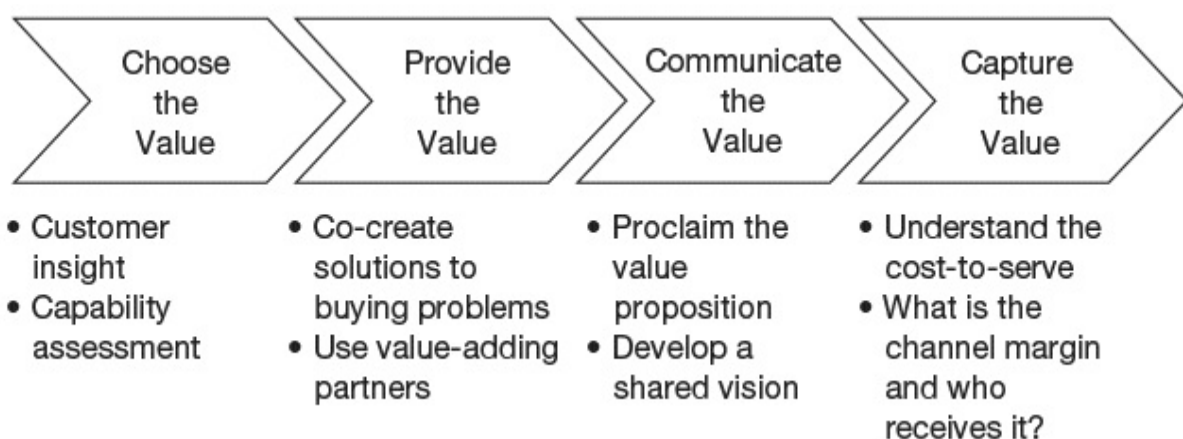 Choose
the
Value
Provide
the
Value
Communicate
the
Value
Capture
the
Value
• Customer
insight
• Capability
assessment
• Co-create
solutions to
buying problems
• Use value-adding
partners
• Proclaim the
value
proposition
• Develop a
shared vision
• Understand the
cost-to-serve
• What is the
channel margin
and who
receives it?